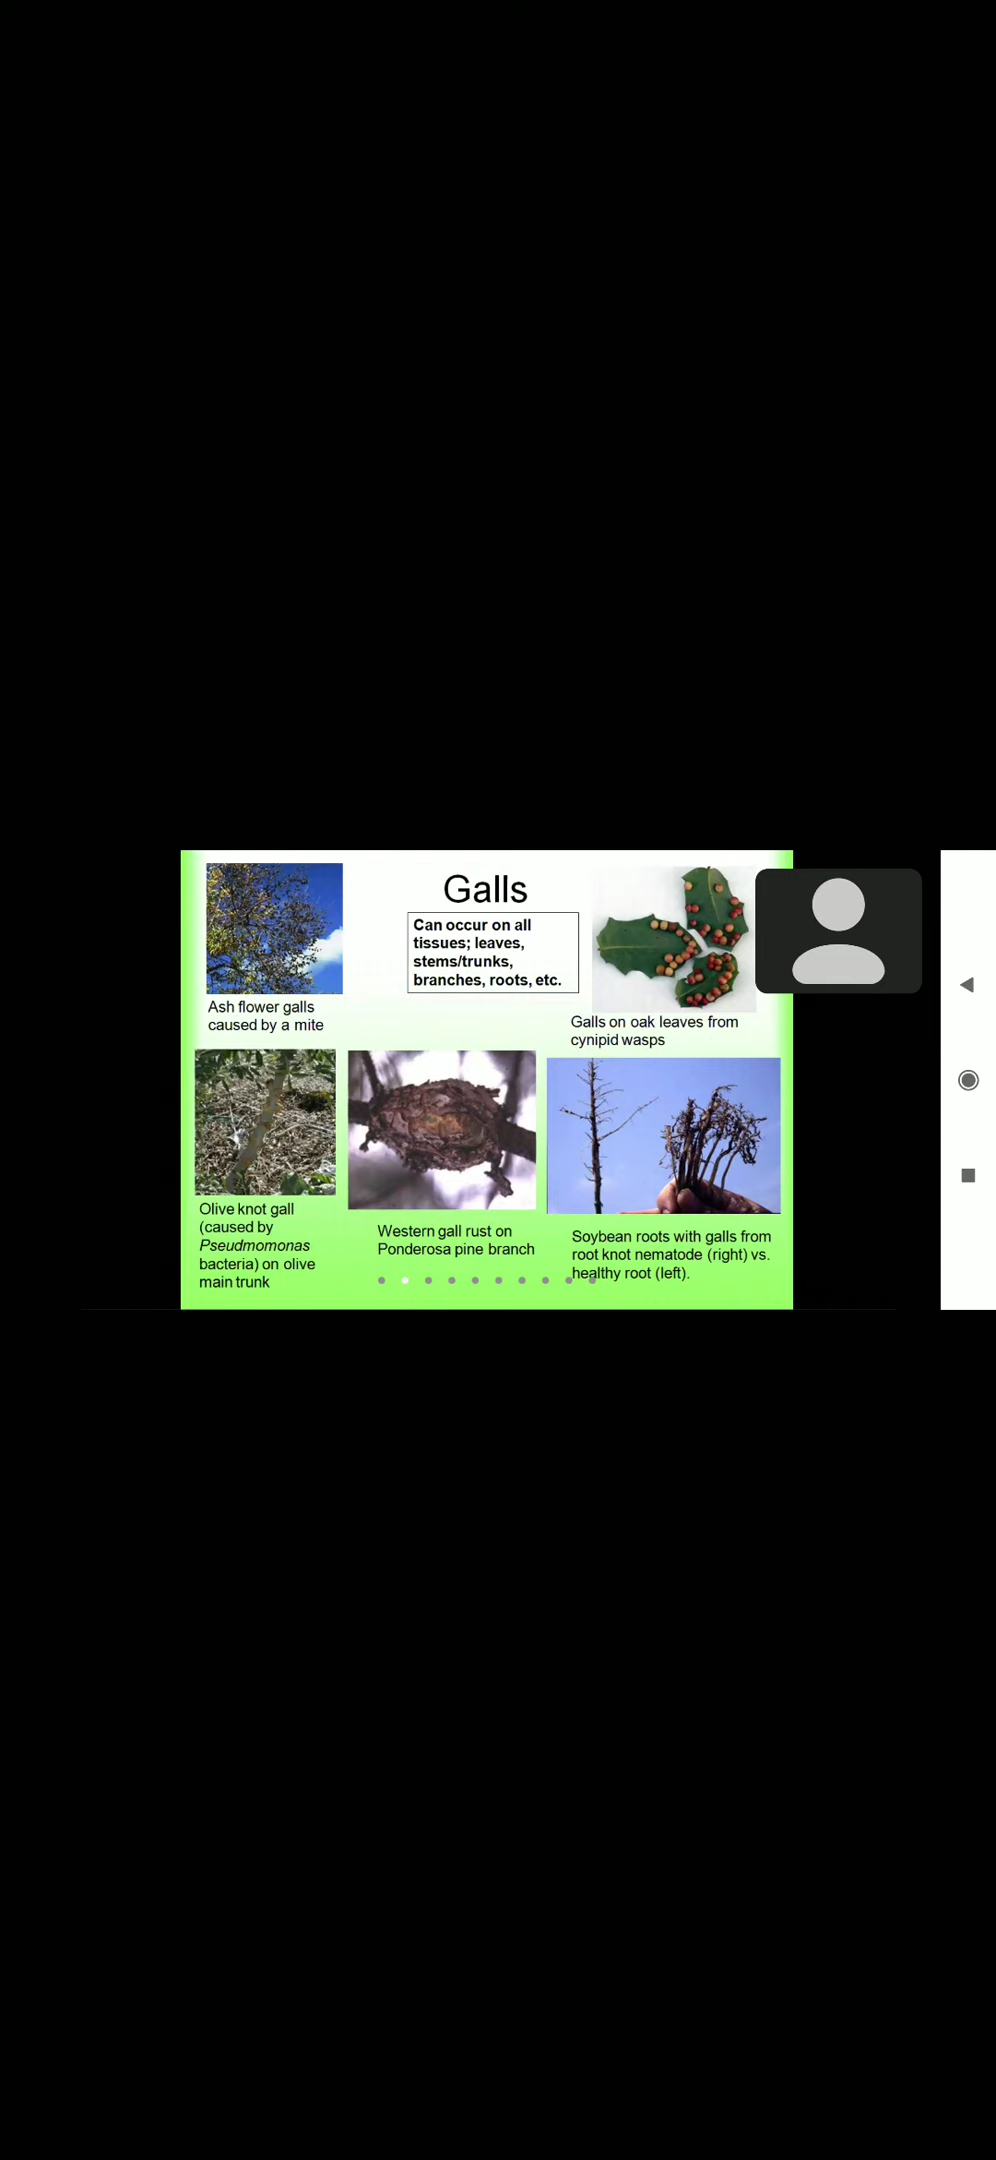 Galls
Can occur on all
tissues; leaves,
stems/trunks,
branches, roots, etc.
Ash flower galls
caused by a mite
Galls on oak leaves from
cynipid wasps
Olive knot gall
(caused by
Pseudmomonas
bacteria) on olive
main trunk
Western gall rust on
Ponderosa pine branch
Soybean roots with galls from
root knot nematode (right) vs.
healthy root (left).